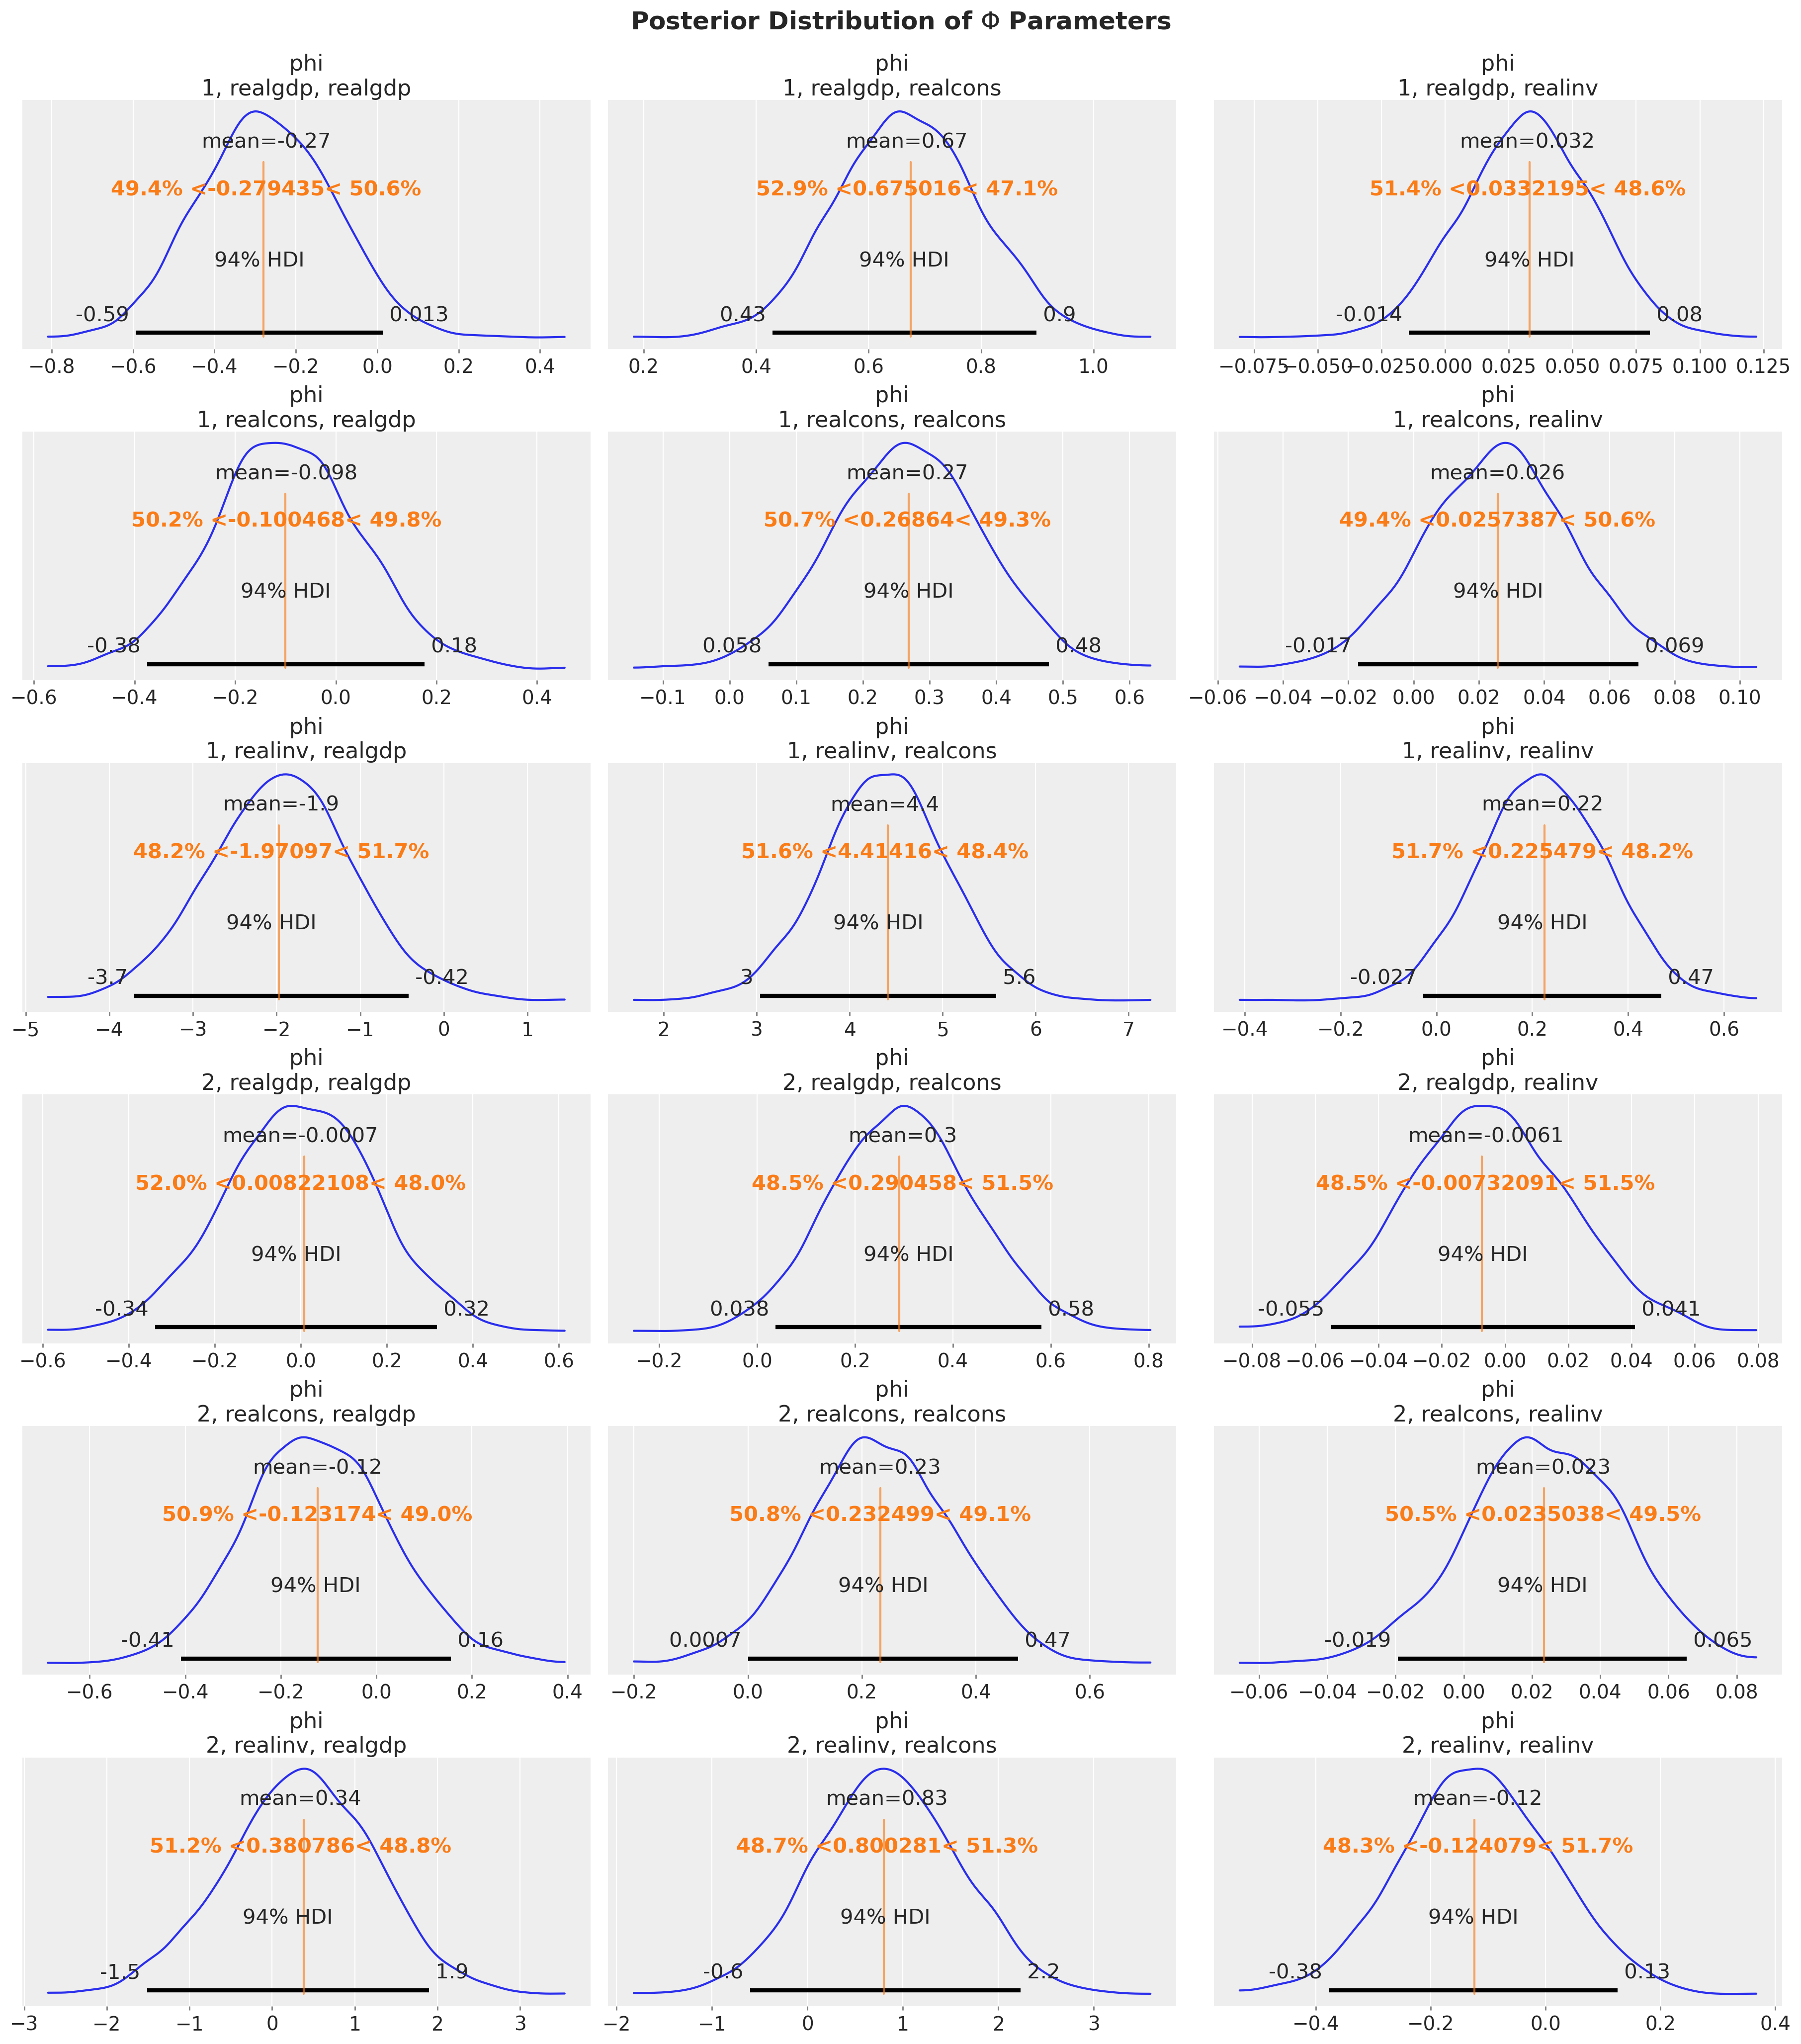 Posterior Distribution of Φ Parameters
phi
1, realgdp, realgdp
mean=-0.27
49.4% <-0.279435< 50.6%
94% HDI
-0.59
0.013
−0.8 −0.6 −0.4 −0.2 0.0 0.2 0.4
phi
1, realgdp, realcons
mean=0.67
52.9% <0.675016< 47.1%
94% HDI
0.43
0.9
0.2 0.4 0.6 0.8 1.0
phi
1, realgdp, realinv
mean=0.032
51.4% <0.0332195< 48.6%
94% HDI
-0.014
0.08
−0.075 −0.050 −0.025 0.000 0.025 0.050 0.075 0.100 0.125
phi
1, realcons, realgdp
mean=-0.098
50.2% <-0.100468< 49.8%
94% HDI
-0.38
0.18
−0.6 −0.4 −0.2 0.0 0.2 0.4
phi
1, realcons, realcons
mean=0.27
50.7% <0.26864< 49.3%
94% HDI
0.058
0.48
−0.1 0.0 0.1 0.2 0.3 0.4 0.5 0.6
phi
1, realcons, realinv
mean=0.026
49.4% <0.0257387< 50.6%
94% HDI
-0.017
0.069
−0.06 −0.04 −0.02 0.00 0.02 0.04 0.06 0.08 0.10
phi
1, realinv, realgdp
mean=-1.9
48.2% <-1.97097< 51.7%
94% HDI
-3.7
-0.42
−5 −4 −3 −2 −1 0 1
phi
1, realinv, realcons
mean=4.4
51.6% <4.41416< 48.4%
94% HDI
3
5.6
2 3 4 5 6 7
phi
1, realinv, realinv
mean=0.22
51.7% <0.225479< 48.2%
94% HDI
-0.027
0.47
−0.4 −0.2 0.0 0.2 0.4 0.6
phi
2, realgdp, realgdp
mean=-0.0007
52.0% <0.00822108< 48.0%
94% HDI
-0.34
0.32
−0.6 −0.4 −0.2 0.0 0.2 0.4 0.6
phi
2, realgdp, realcons
mean=0.3
48.5% <0.290458< 51.5%
94% HDI
0.038
0.58
−0.2 0.0 0.2 0.4 0.6 0.8
phi
2, realgdp, realinv
mean=-0.0061
48.5% <-0.00732091< 51.5%
94% HDI
-0.055
0.041
−0.08 −0.06 −0.04 −0.02 0.00 0.02 0.04 0.06 0.08
phi
2, realcons, realgdp
mean=-0.12
50.9% <-0.123174< 49.0%
94% HDI
-0.41
0.16
−0.6 −0.4 −0.2 0.0 0.2 0.4
phi
2, realcons, realcons
mean=0.23
50.8% <0.232499< 49.1%
94% HDI
0.0007
0.47
−0.2 0.0 0.2 0.4 0.6
phi
2, realcons, realinv
mean=0.023
50.5% <0.0235038< 49.5%
94% HDI
-0.019
0.065
−0.06 −0.04 −0.02 0.00 0.02 0.04 0.06 0.08
phi
2, realinv, realgdp
mean=0.34
51.2% <0.380786< 48.8%
94% HDI
-1.5
1.9
−3 −2 −1 0 1 2 3
phi
2, realinv, realcons
mean=0.83
48.7% <0.800281< 51.3%
94% HDI
-0.6
2.2
−2 −1 0 1 2 3
phi
2, realinv, realinv
mean=-0.12
48.3% <-0.124079< 51.7%
94% HDI
-0.38
0.13
−0.4 −0.2 0.0 0.2 0.4